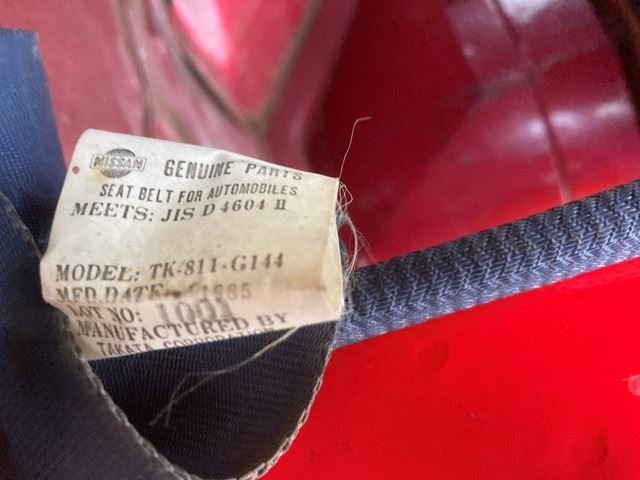 NISSAN GENUINE PARTS
SEAT BELT FOR AUTOMOBILES
MEETS: JIS D 4604 II
MODEL: TK-811-G144
MFD. DATE 1985
LOT NO: 1001
MANUFACTURED BY
TAKATA